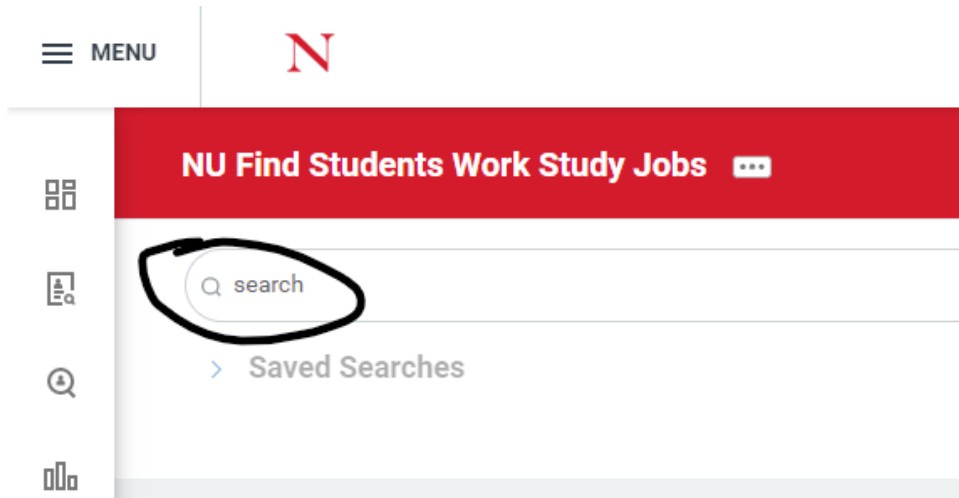 MENU
N
NU Find Students Work Study Jobs
search
Saved Searches